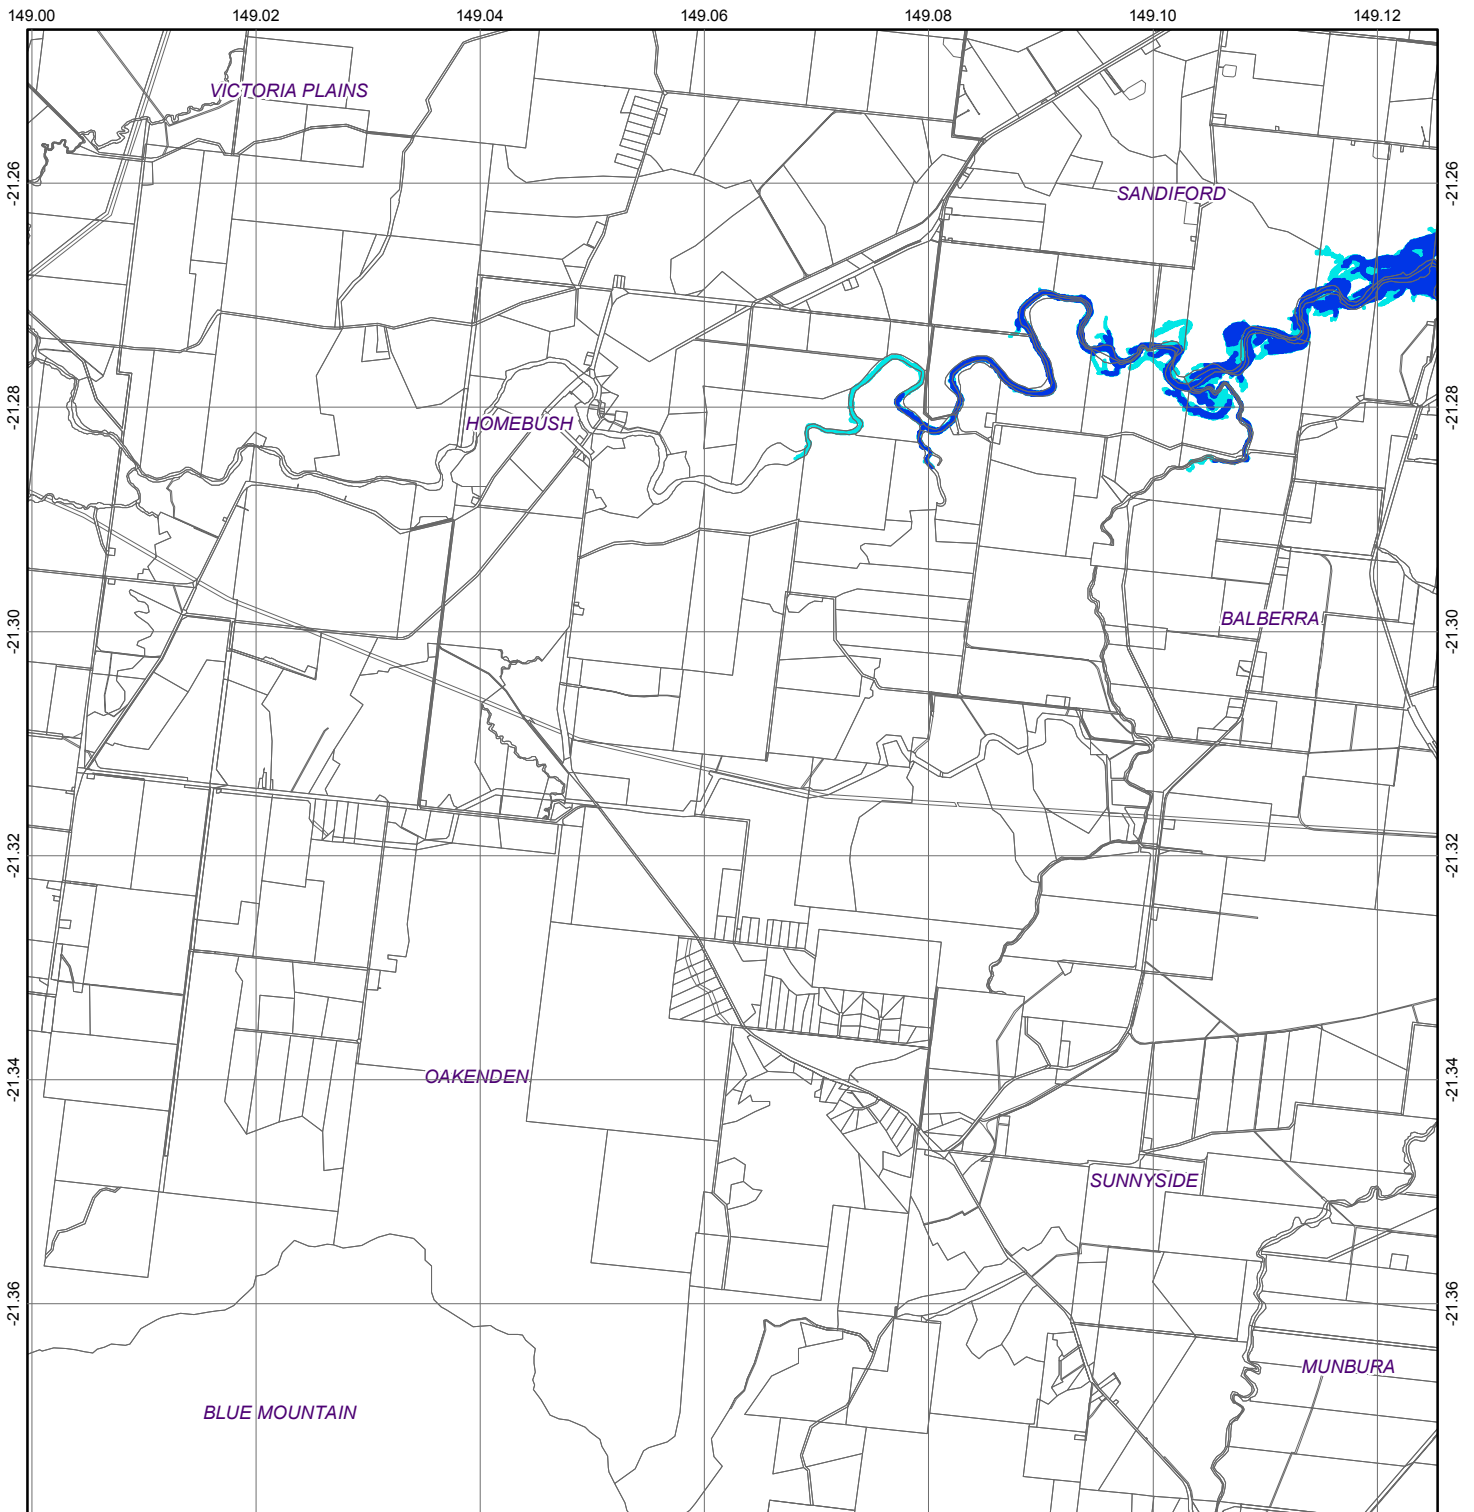 149.00 149.02 149.04 149.06 149.08 149.10 149.12
VICTORIA PLAINS
-21.26 -21.26
SANDIFORD
-21.28 -21.28
HOMEBUSH
-21.30 -21.30
BALBERRA
-21.32 -21.32
-21.34 -21.34
OAKENDEN
SUNNYSIDE
-21.36 -21.36
MUNBURA
BLUE MOUNTAIN